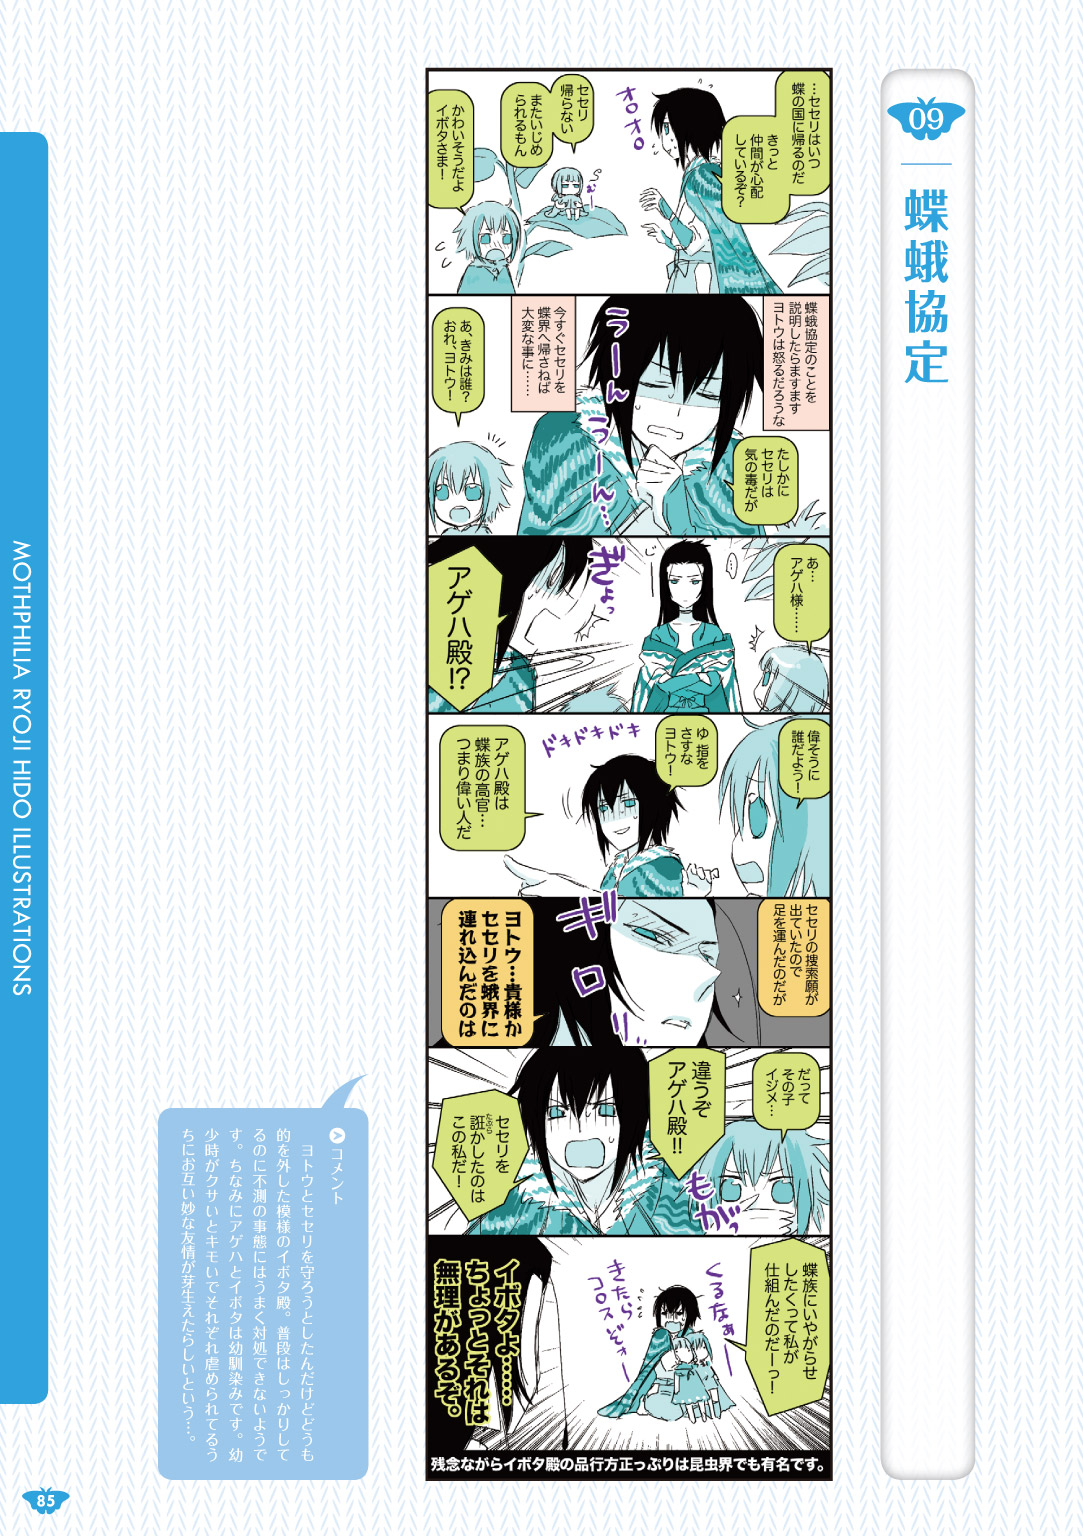 09
蝶蛾協定
…セセリはいつ
蝶の国に帰るのだ
きっと
仲間が心配
しているぞ?
オロオロ
セセリ
帰らない
またいじめ
られるもん
むー
かわいそうだよ
イボタさま!
蝶蛾協定のことを
説明したらますます
ヨトウは怒るだろうな
たしかに
セセリは
気の毒だが
うーんうーん…
今すぐセセリを
蝶界へ帰さねば
大変な事に……
あ、きみは誰?
おれ、ヨトウ!
あ…
アゲハ様……
じー
ぎょっ
アゲハ殿!?
偉そうに
誰だよう!
ゆ 指を
さすな
ヨトウ!
ドキドキドキ
アゲハ殿は
蝶族の高官…
つまり偉い人だ
セセリの捜索願が
出ていたので
足を運んだのだが
ギロリ…
ヨトウ…貴様か
セセリを蛾界に
連れ込んだのは
だって
その子
イジメ…
もがっ
違うぞ
アゲハ殿!!
セセリを
誑かしたのは
たぶら
この私だ!
蝶族にいやがらせ
したくって私が
仕組んだのだーっ!
くるなぁー
きたら
コロスぞォー
イボタよ……
ちょっとそれは
無理があるぞ。
残念ながらイボタ殿の品行方正っぷりは昆虫界でも有名です。
コメント
ヨトウとセセリを守ろうとしたんだけどどうも
的を外した模様のイボタ殿。普段はしっかりして
るのに不測の事態にはうまく対処できないようで
す。ちなみにアゲハとイボタは幼馴染みです。幼
少時がクサいとキモいでそれぞれ虐められてるう
ちにお互い妙な友情が芽生えたらしいという…。
MOTHPHILIA RYOJI HIDO ILLUSTRATIONS
85